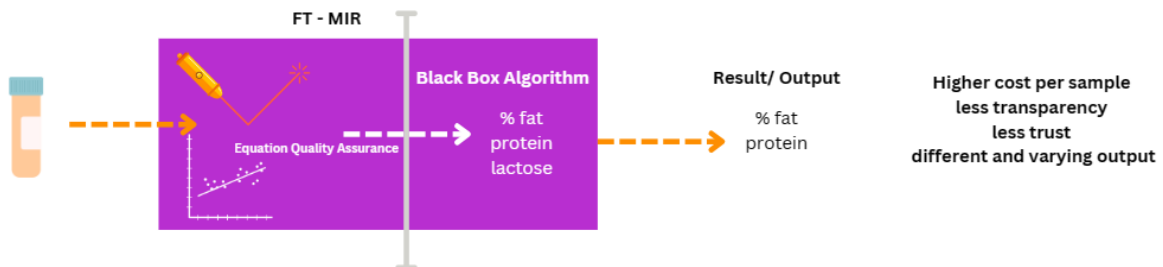 FT - MIR
Equation Quality Assurance
Black Box Algorithm
% fat
protein
lactose
Result/ Output
% fat
protein
Higher cost per sample
less transparency
less trust
different and varying output